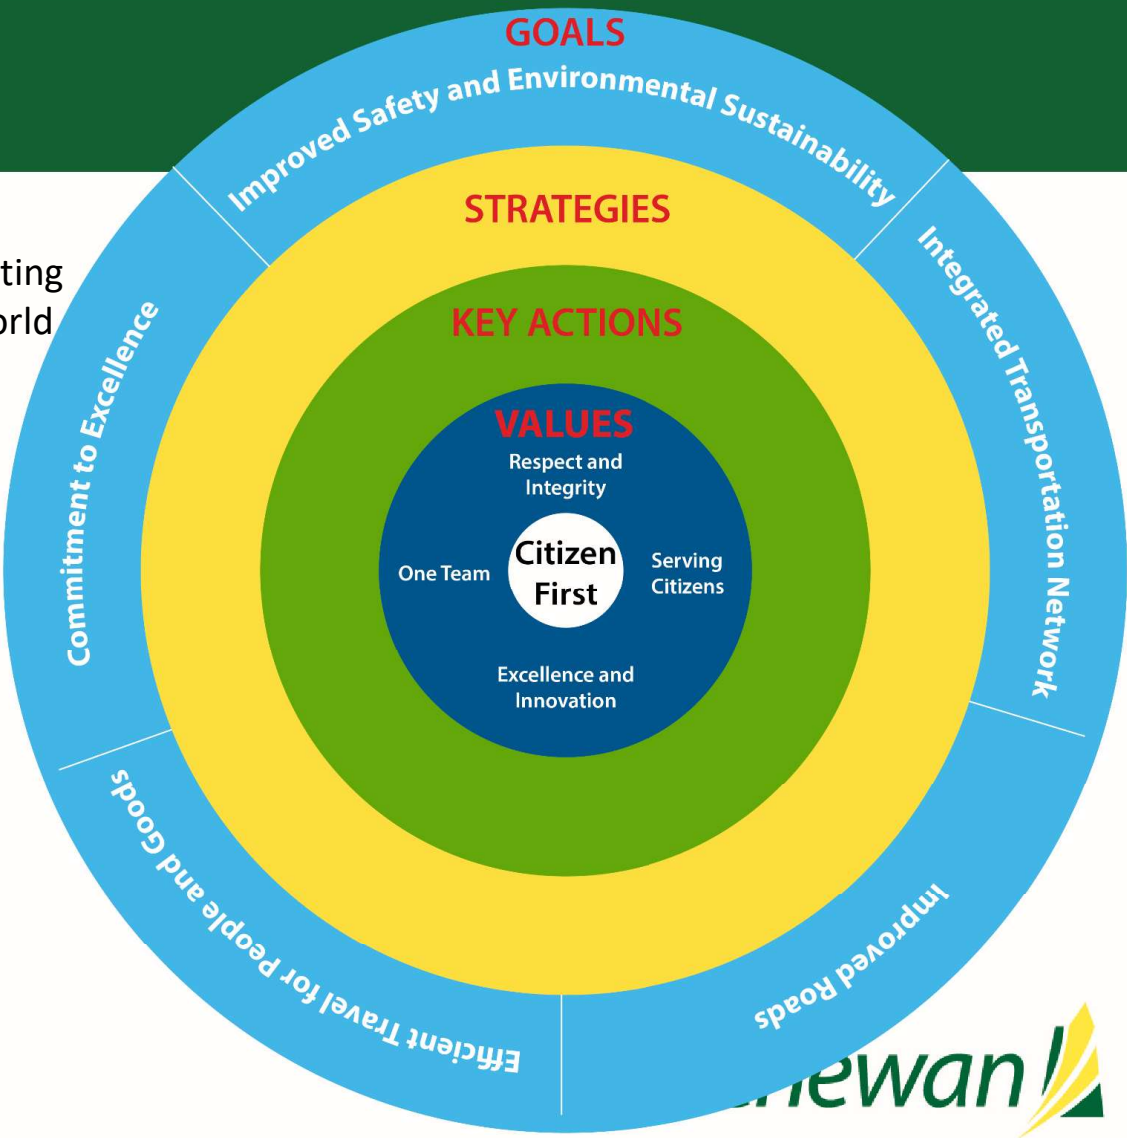 GOALS
Improved Safety and Environmental Sustainability
Integrated Transportation Network
Improved Roads
Efficient Travel for People and Goods
Commitment to Excellence
STRATEGIES
KEY ACTIONS
VALUES
Respect and
Integrity
Serving
Citizens
Excellence and
Innovation
One Team
Citizen
First